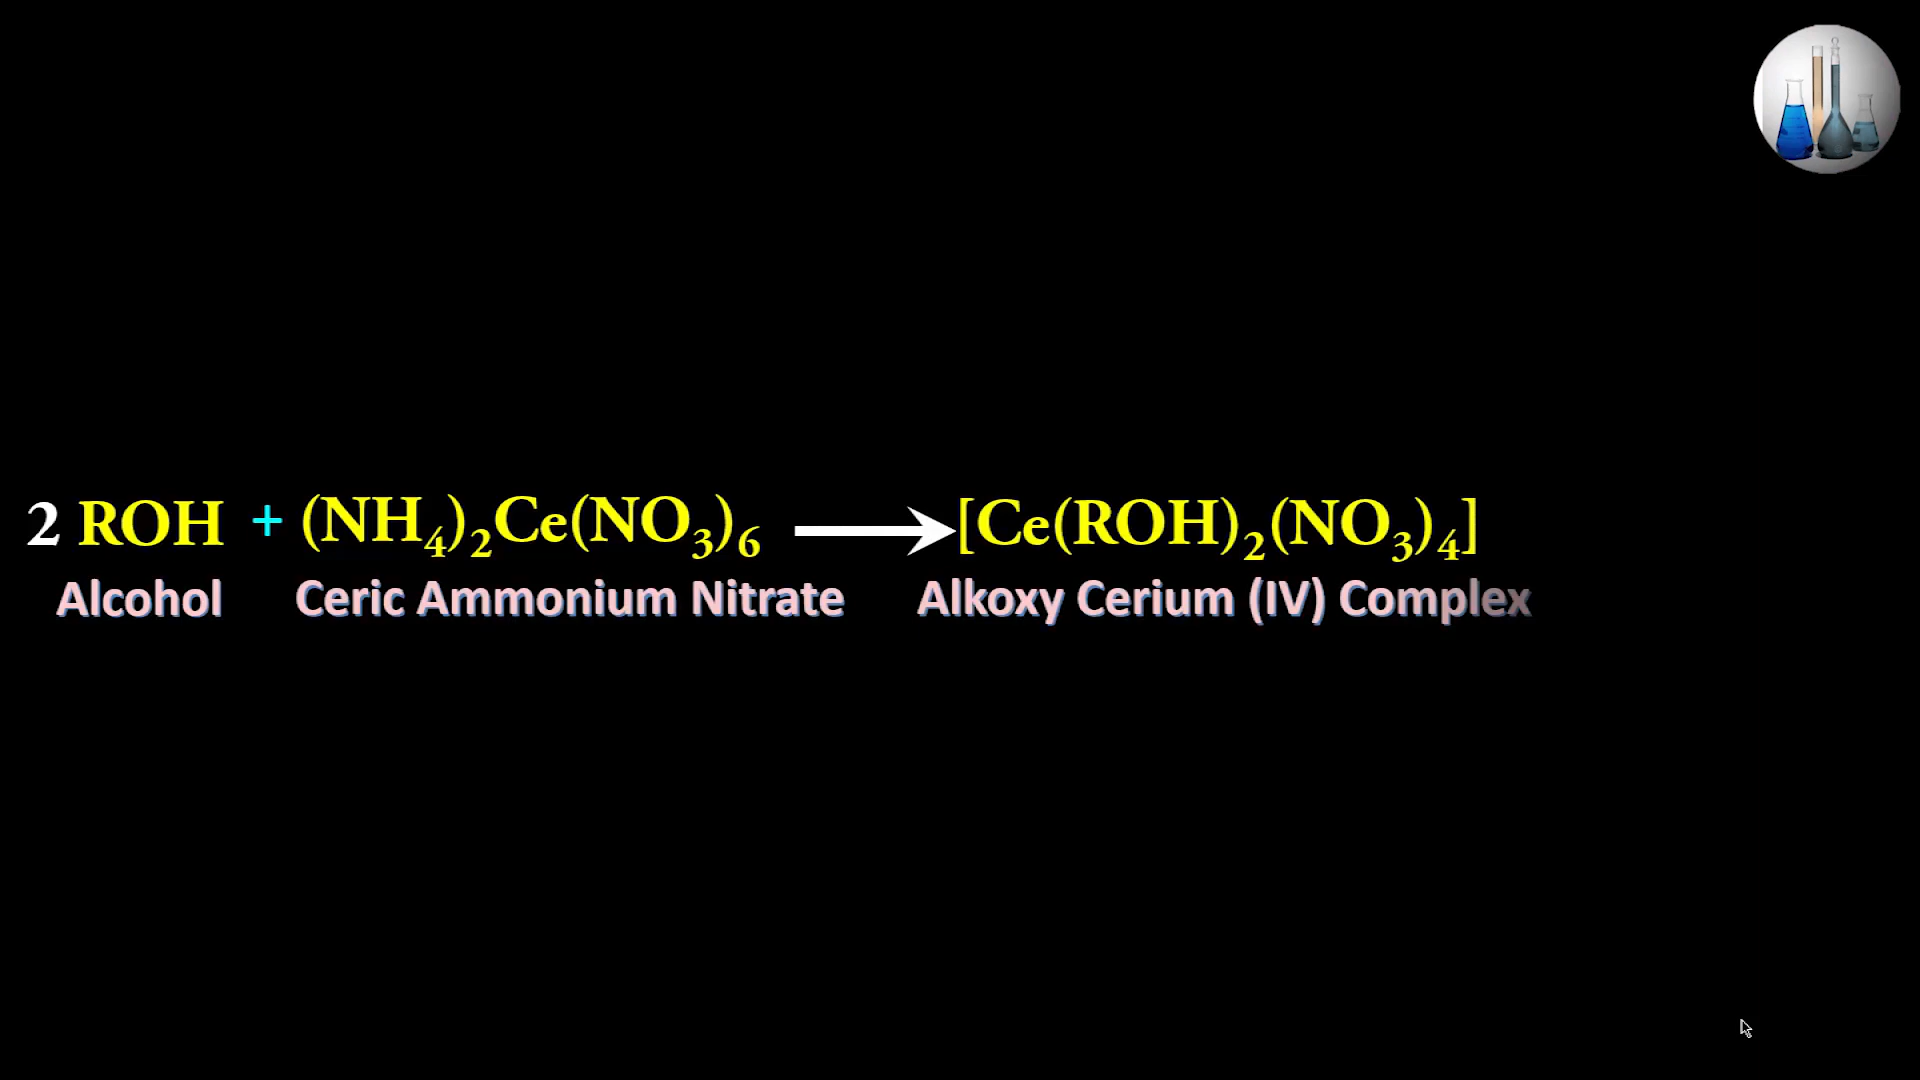 2 ROH + (NH₄)₂Ce(NO₃)₆ ⟶ [Ce(ROH)₂(NO₃)₄]
Alcohol Ceric Ammonium Nitrate Alkoxy Cerium (IV) Complex